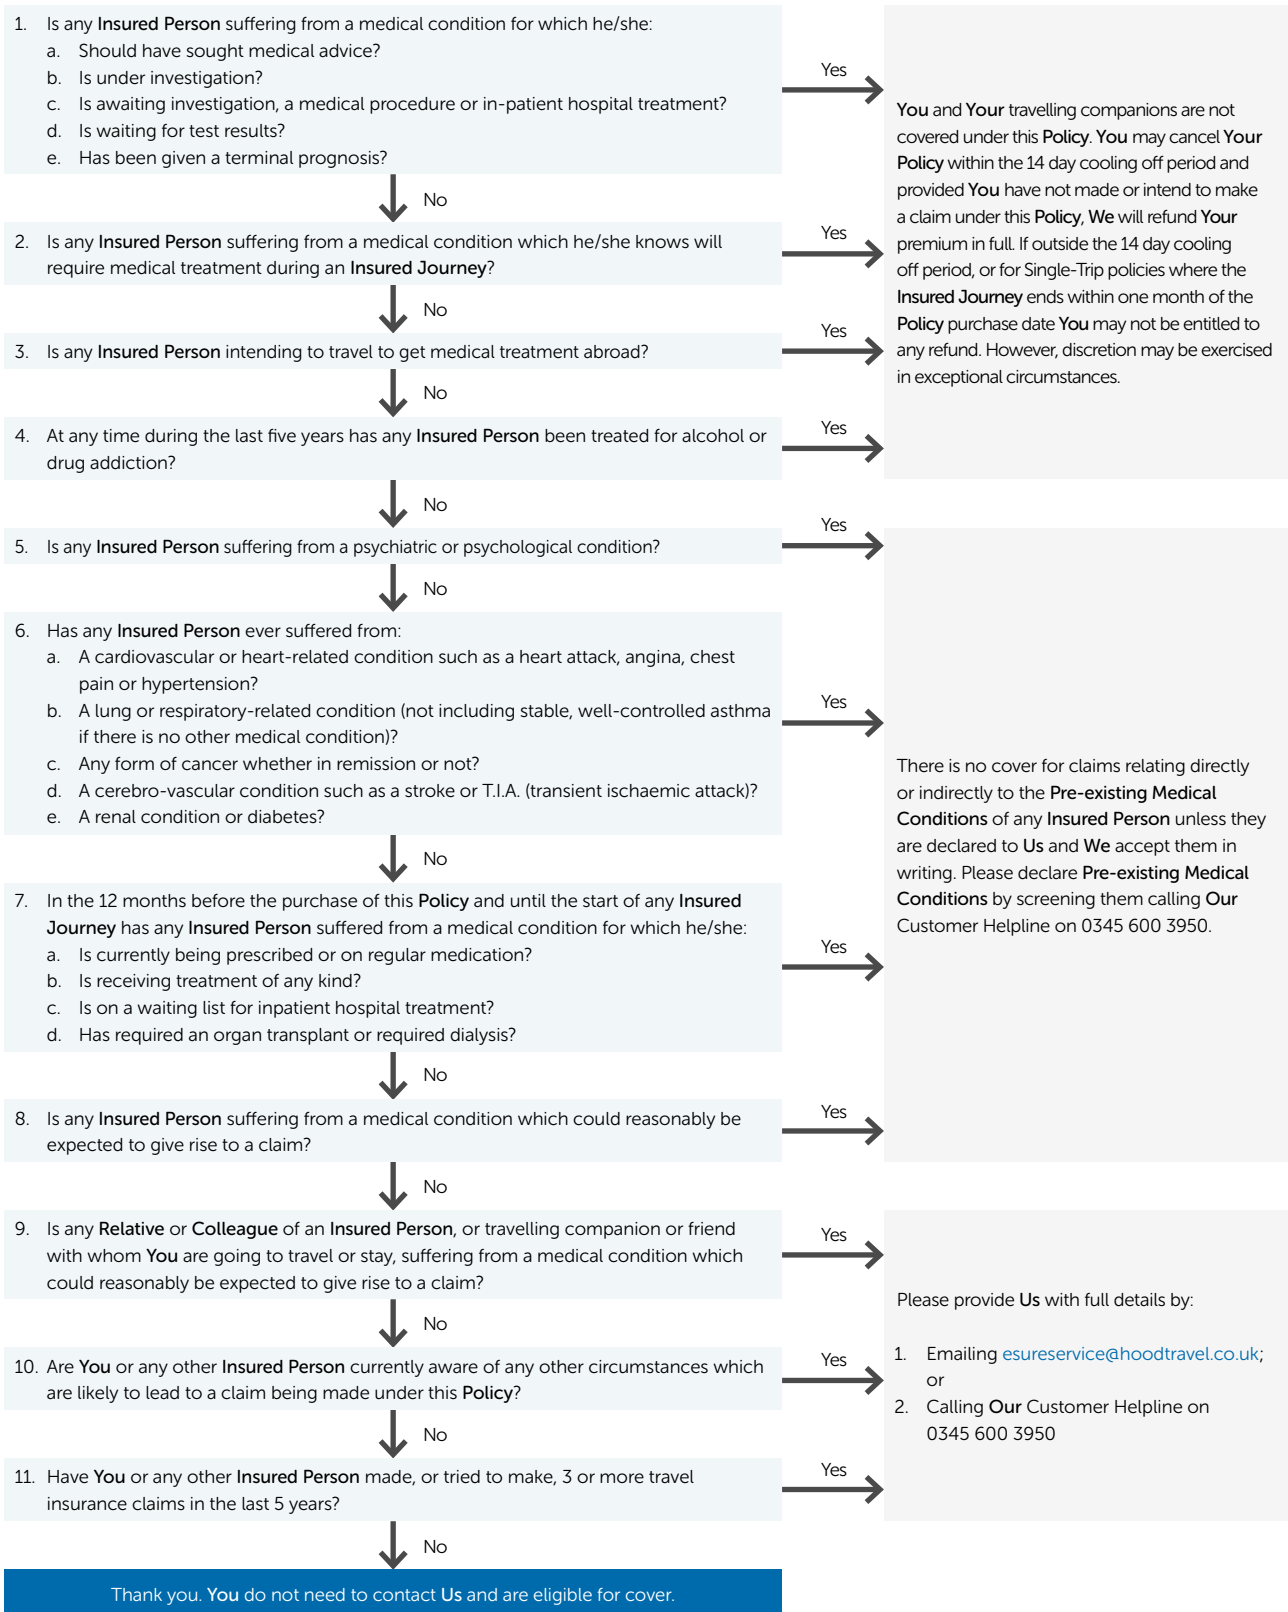 1. Is any Insured Person suffering from a medical condition for which he/she:
a. Should have sought medical advice?
b. Is under investigation?
c. Is awaiting investigation, a medical procedure or in-patient hospital treatment?
d. Is waiting for test results?
e. Has been given a terminal prognosis?
Yes
No
2. Is any Insured Person suffering from a medical condition which he/she knows will
require medical treatment during an Insured Journey?
Yes
No
3. Is any Insured Person intending to travel to get medical treatment abroad?
Yes
No
4. At any time during the last five years has any Insured Person been treated for alcohol or
drug addiction?
Yes
You and Your travelling companions are not
covered under this Policy. You may cancel Your
Policy within the 14 day cooling off period and
provided You have not made or intend to make
a claim under this Policy, We will refund Your
premium in full. If outside the 14 day cooling
off period, or for Single-Trip policies where the
Insured Journey ends within one month of the
Policy purchase date You may not be entitled to
any refund. However, discretion may be exercised
in exceptional circumstances.
No
5. Is any Insured Person suffering from a psychiatric or psychological condition?
Yes
No
6. Has any Insured Person ever suffered from:
a. A cardiovascular or heart-related condition such as a heart attack, angina, chest
pain or hypertension?
b. A lung or respiratory-related condition (not including stable, well-controlled asthma
if there is no other medical condition)?
c. Any form of cancer whether in remission or not?
d. A cerebro-vascular condition such as a stroke or T.I.A. (transient ischaemic attack)?
e. A renal condition or diabetes?
Yes
No
7. In the 12 months before the purchase of this Policy and until the start of any Insured
Journey has any Insured Person suffered from a medical condition for which he/she:
a. Is currently being prescribed or on regular medication?
b. Is receiving treatment of any kind?
c. Is on a waiting list for inpatient hospital treatment?
d. Has required an organ transplant or required dialysis?
Yes
No
8. Is any Insured Person suffering from a medical condition which could reasonably be
expected to give rise to a claim?
Yes
There is no cover for claims relating directly
or indirectly to the Pre-existing Medical
Conditions of any Insured Person unless they
are declared to Us and We accept them in
writing. Please declare Pre-existing Medical
Conditions by screening them calling Our
Customer Helpline on 0345 600 3950.
No
9. Is any Relative or Colleague of an Insured Person, or travelling companion or friend
with whom You are going to travel or stay, suffering from a medical condition which
could reasonably be expected to give rise to a claim?
Yes
No
10. Are You or any other Insured Person currently aware of any other circumstances which
are likely to lead to a claim being made under this Policy?
Yes
No
11. Have You or any other Insured Person made, or tried to make, 3 or more travel
insurance claims in the last 5 years?
Yes
Please provide Us with full details by:
1. Emailing esureservice@hoodtravel.co.uk;
or
2. Calling Our Customer Helpline on
0345 600 3950
No
Thank you. You do not need to contact Us and are eligible for cover.